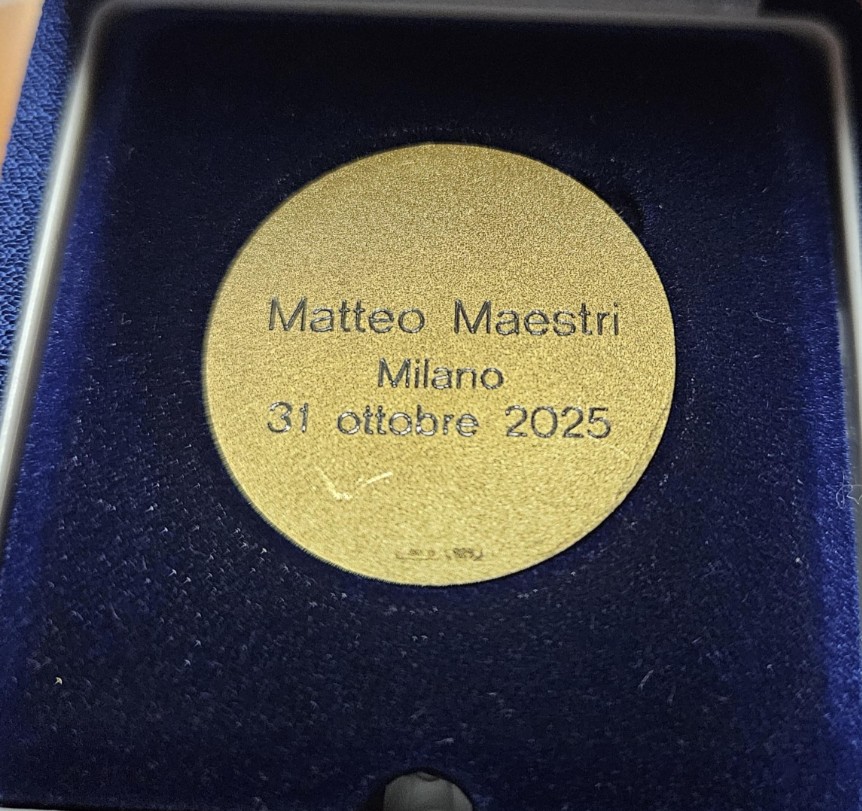 Matteo Maestri
Milano
31 ottobre 2025